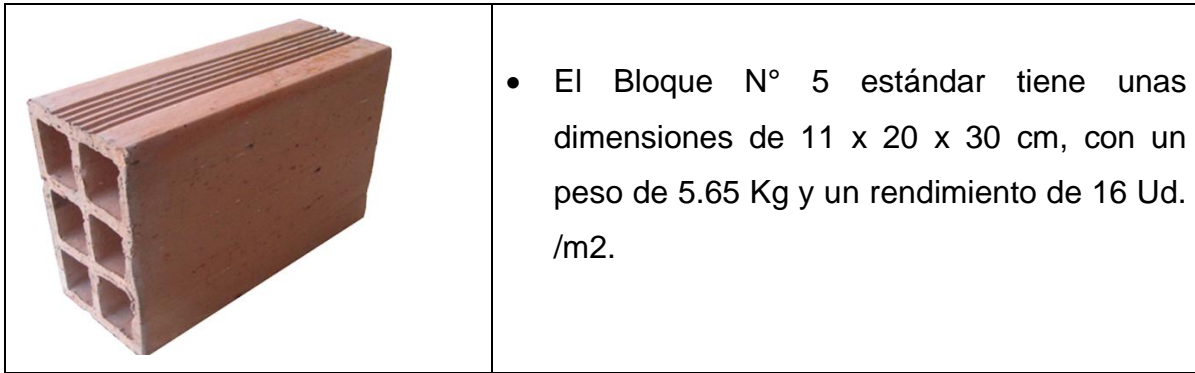 • El Bloque N° 5 estándar tiene unas
dimensiones de 11 x 20 x 30 cm, con un
peso de 5.65 Kg y un rendimiento de 16 Ud.
/m2.